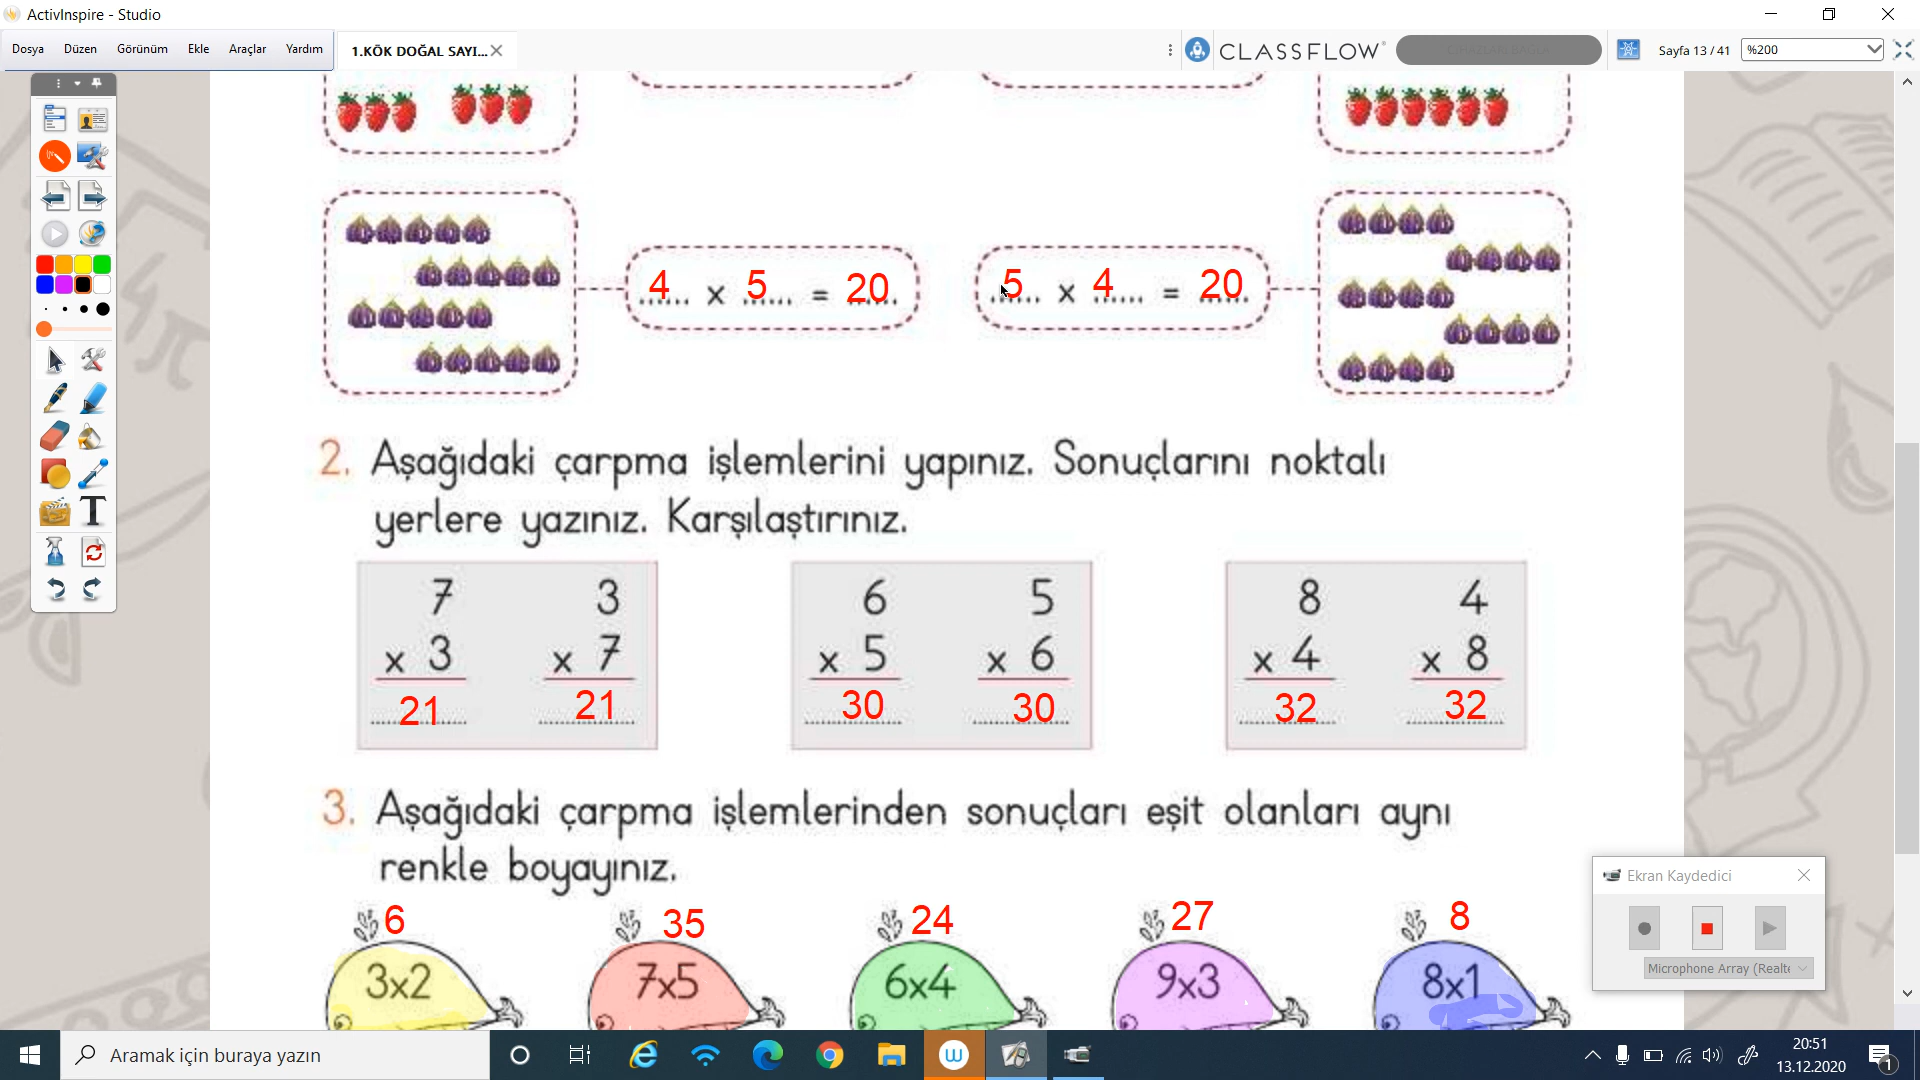 ActivInspire - Studio
Dosya Düzen Görünüm Ekle Araçlar Yardım
1.KÖK DOĞAL SAYI...
CLASSFLOW
Sayfa 13 / 41
%200
4 x 5 = 20
5 x 4 = 20
2. Aşağıdaki çarpma işlemlerini yapınız. Sonuçlarını noktalı
yerlere yazınız. Karşılaştırınız.
7 3 6 5 8 4
x 3 x 7 x 5 x 6 x 4 x 8
21 21 30 30 32 32
3. Aşağıdaki çarpma işlemlerinden sonuçları eşit olanları aynı
renkle boyayınız.
6 35 24 27 8
3x2 7x5 6x4 9x3 8x1
Ekran Kaydedici
Microphone Array (Realte
Aramak için buraya yazın
20:51
13.12.2020
1